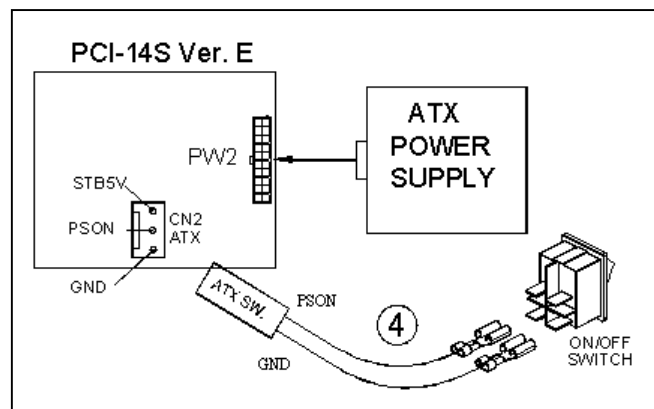 PCI-14S Ver. E
ATX
POWER
SUPPLY
PW2
STB5V
PSON
CN2
ATX
GND
ATX SW.
PSON
GND
4
ON/OFF
SWITCH